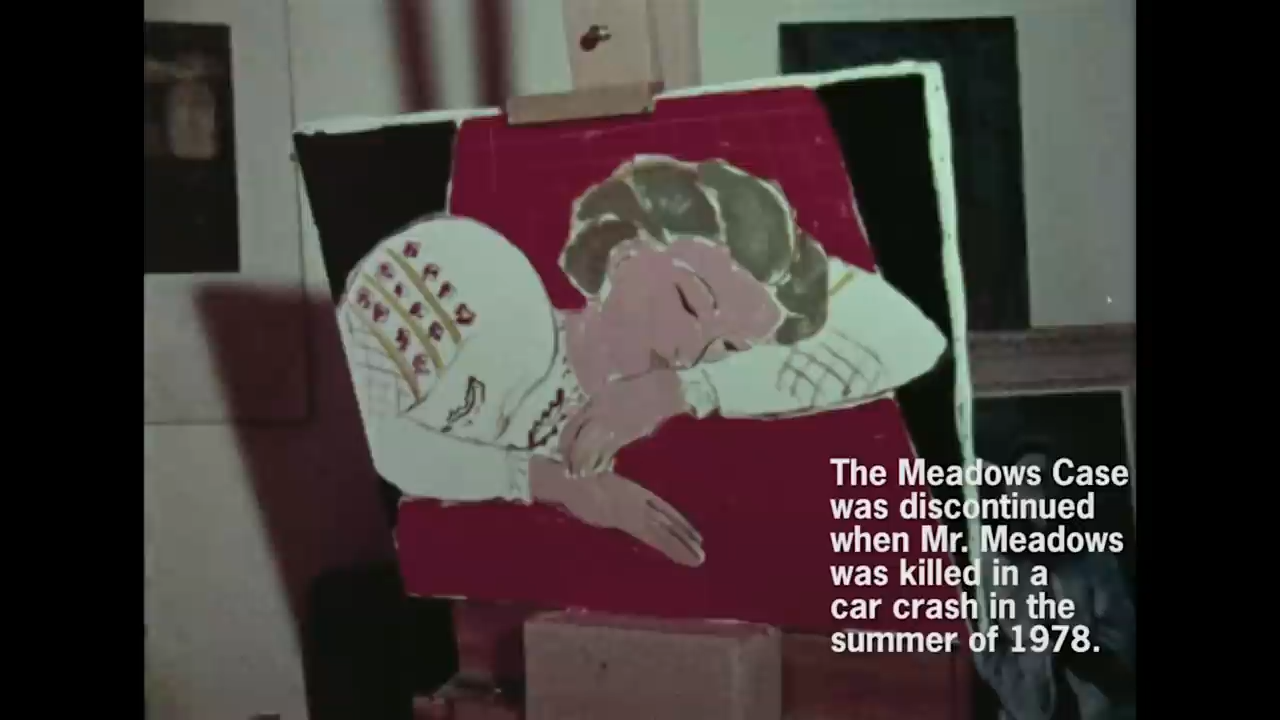 The Meadows Case
was discontinued
when Mr. Meadows
was killed in a
car crash in the
summer of 1978.